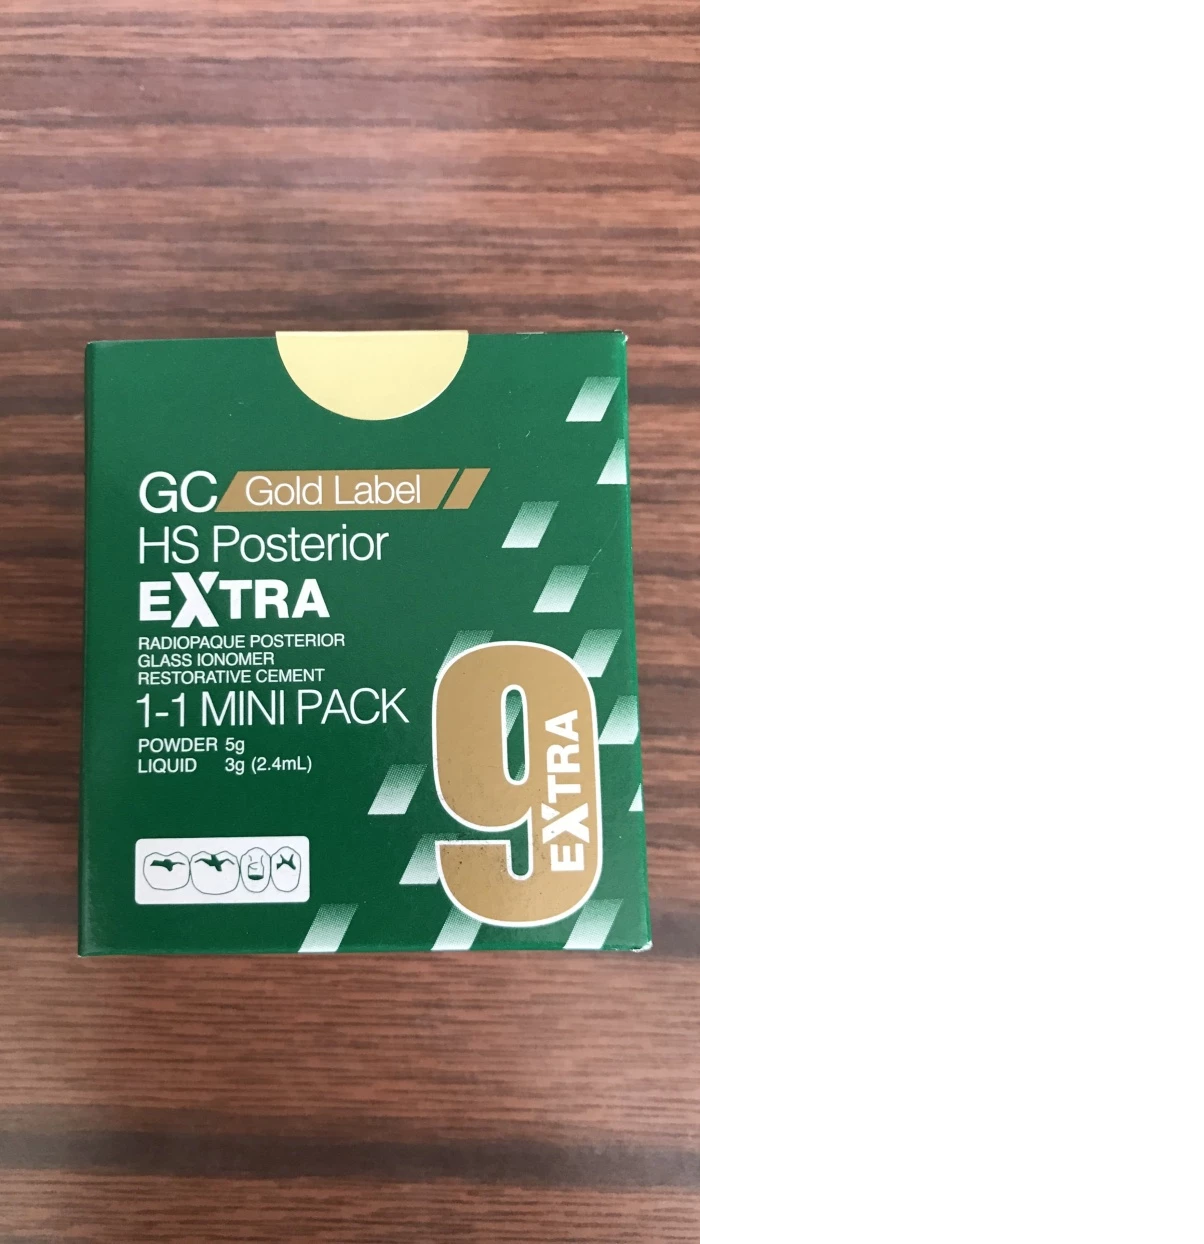 GC Gold Label
HS Posterior
EXTRA
RADIOPAQUE POSTERIOR
GLASS IONOMER
RESTORATIVE CEMENT
1-1 MINI PACK
POWDER 5g
LIQUID 3g (2.4mL)
9
EXTRA